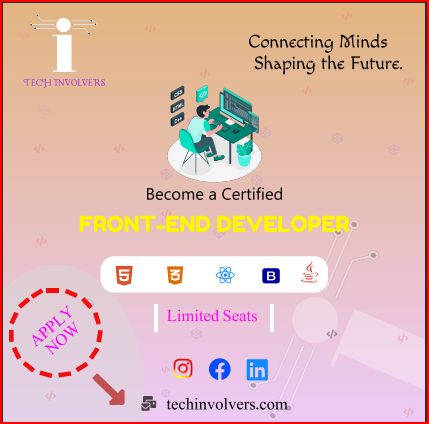 TECH INVOLVERS
Connecting Minds
Shaping the Future.
CSS
HTML
C++
Become a Certified
FRONT-END DEVELOPER
5
3
B
Limited Seats
APPLY
NOW
in
techinvolvers.com